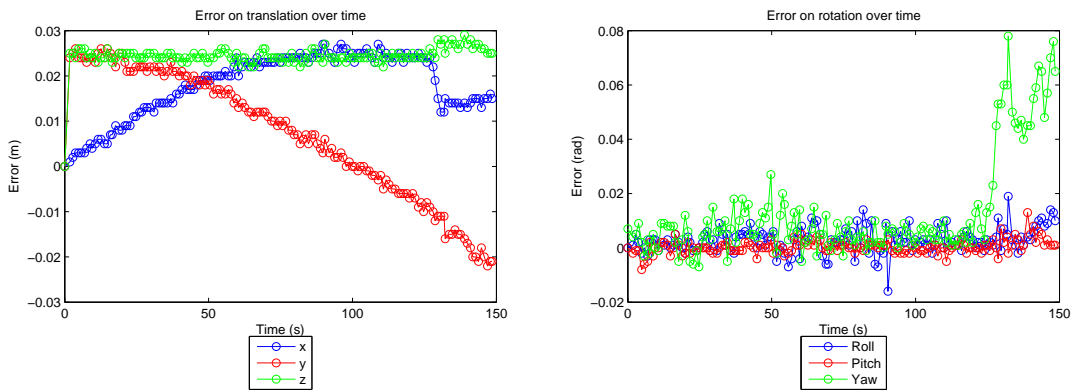 Error on translation over time
0.03
0.02
0.01
0
−0.01
−0.02
−0.03
Error (m)
0
50
100
150
Time (s)
x
y
z
Error on rotation over time
0.08
0.06
0.04
0.02
0
−0.02
Error (rad)
0
50
100
150
Time (s)
Roll
Pitch
Yaw